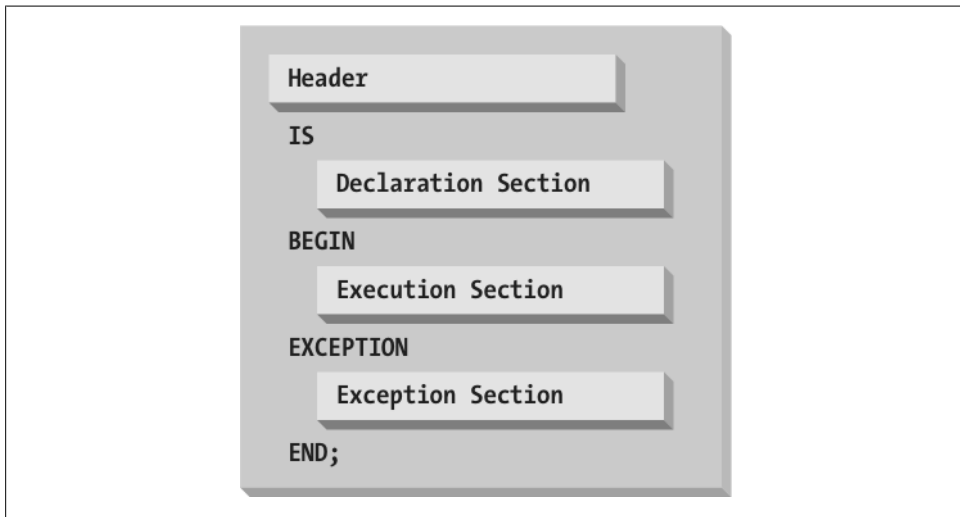 Header
IS
Declaration Section
BEGIN
Execution Section
EXCEPTION
Exception Section
END;